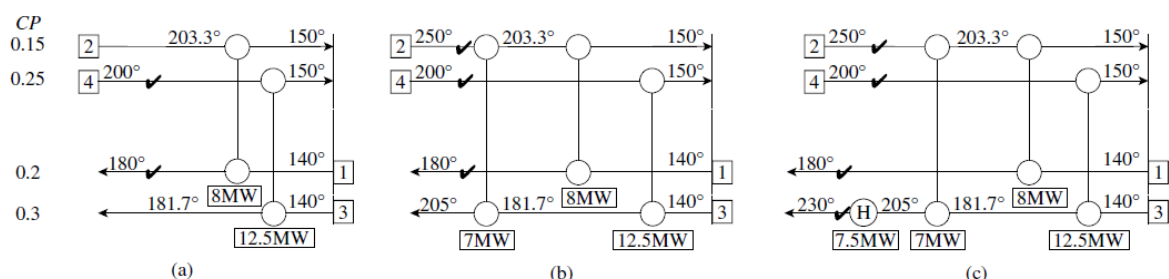 CP
0.15 2 203.3° 150° 2 250° 203.3° 150° 2 250° 203.3° 150°
0.25 4 200° 150° 4 200° 150° 4 200° 150°
0.2 180° 140° 1 180° 140° 1 180° 140° 1
8MW 8MW 8MW
0.3 181.7° 140° 3 205° 181.7° 140° 3 230° H 205° 181.7° 140° 3
12.5MW 7MW 12.5MW 7.5MW 7MW 12.5MW
(a) (b) (c)